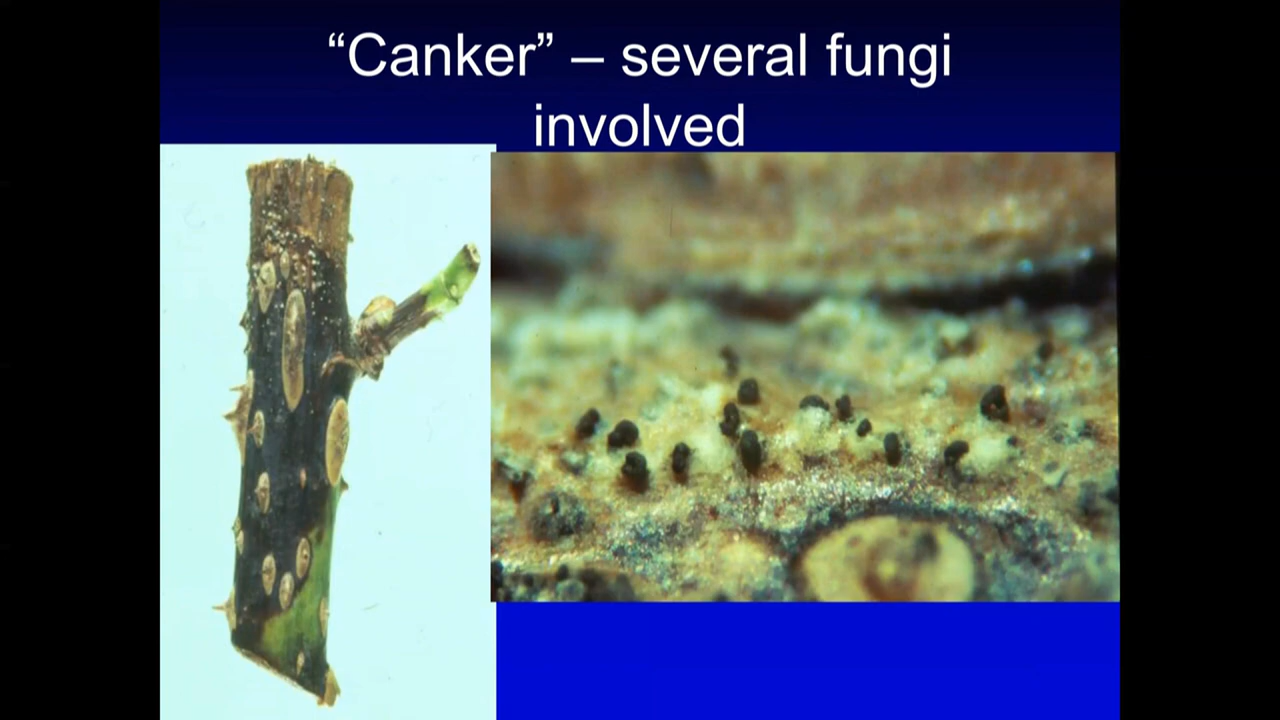 “Canker” – several fungi
involved